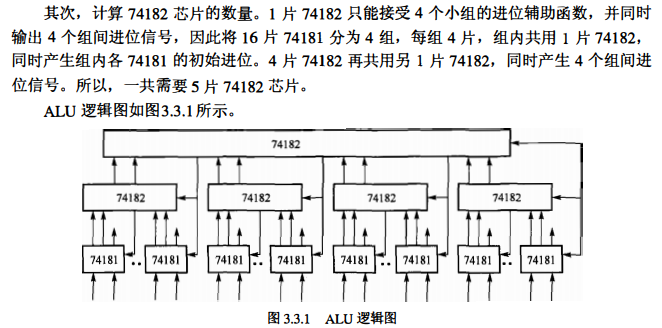 其次，计算 74182 芯片的数量。1 片 74182 只能接受 4 个小组的进位辅助函数，并同时
输出 4 个组间进位信号，因此将 16 片 74181 分为 4 组，每组 4 片，组内共用 1 片 74182，
同时产生组内各 74181 的初始进位。4 片 74182 再共用另 1 片 74182，同时产生 4 个组间进
位信号。所以，一共需要 5 片 74182 芯片。
ALU 逻辑图如图3.3.1所示。
74182
74182 74182 74182 74182
74181 ·· 74181 74181 ·· 74181 74181 ·· 74181 74181 ·· 74181
图 3.3.1 ALU 逻辑图